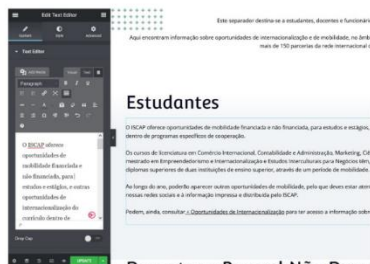 Edit Text Editor
Content
Style
Advanced
Text Editor
Add Media
Visual
Text
Paragraph
O ISCAP oferece
oportunidades de
mobilidade financiada e
não financiada, para
estudos e estágios, e outras
oportunidades de
internacionalização do
currículo dentro de
Drop Cap
UPDATE
Este separador destina-se a estudantes, docentes e funcionário
Aqui encontram informação sobre oportunidades de internacionalização e de mobilidade, no âmb
mais de 150 parcerias da rede internacional d
Estudantes
O ISCAP oferece oportunidades de mobilidade financiada e não financiada, para estudos e estágios,
dentro de programas específicos de cooperação.
Os cursos de licenciatura em Comércio Internacional, Contabilidade e Administração, Marketing, Ciê
mestrado em Empreendedorismo e Internacionalização e Estudos Interculturais para Negócios têm,
diplomas superiores de duas instituições de ensino superior, através de um período de mobilidade.
Ao longo do ano, poderão aparecer outras oportunidades de mobilidade, pelo que deves estar aten
nossas redes sociais e à informação impressa e distribuída pelo ISCAP.
Podem, ainda, consultar > Oportunidades de Internacionalização para ter acesso a informação sobre